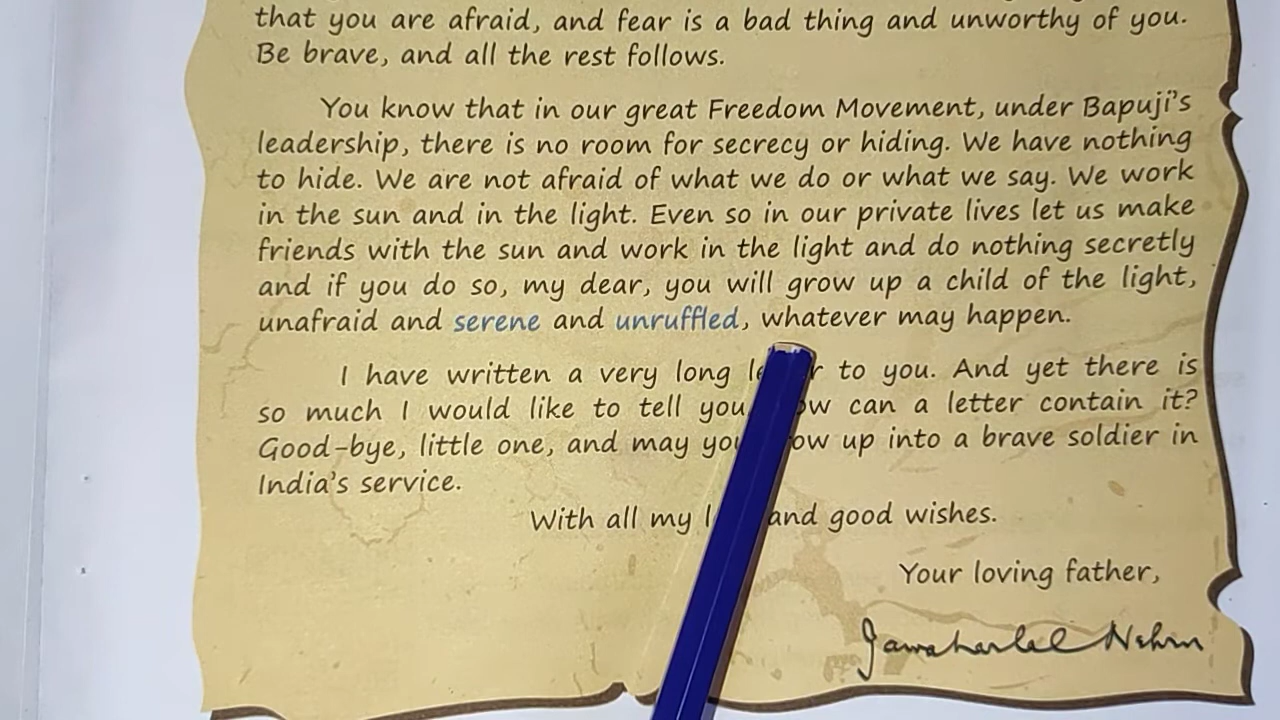 that you are afraid, and fear is a bad thing and unworthy of you.
Be brave, and all the rest follows.
You know that in our great Freedom Movement, under Bapuji's
leadership, there is no room for secrecy or hiding. We have nothing
to hide. We are not afraid of what we do or what we say. We work
in the sun and in the light. Even so in our private lives let us make
friends with the sun and work in the light and do nothing secretly
and if you do so, my dear, you will grow up a child of the light,
unafraid and serene and unruffled, whatever may happen.
I have written a very long to you. And yet there is
so much I would like to tell you can a letter contain it?
Good-bye, little one, and may you up into a brave soldier in
India's service.
With all my and good wishes.
Your loving father,
Jawaharlal Nehru